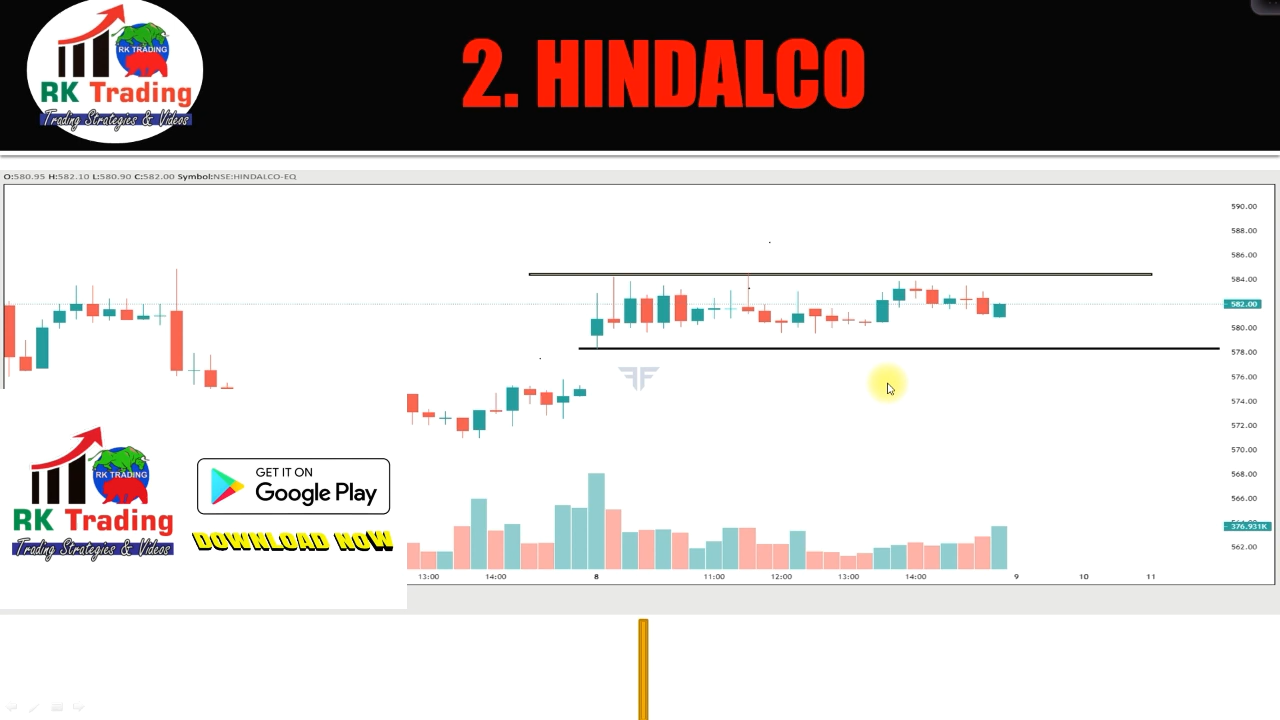 RK TRADING
RK Trading
Trading Strategies & Videos
2. HINDALCO
O:580.95 H:582.10 L:580.90 C:582.00 Symbol:NSE:HINDALCO-EQ
590.00
588.00
586.00
584.00
582.00
580.00
578.00
576.00
574.00
572.00
570.00
568.00
566.00
376.931K
562.00
RK TRADING
RK Trading
Trading Strategies & Videos
GET IT ON
Google Play
DOWNLOAD NOW
13:00 14:00 8 11:00 12:00 13:00 14:00 9 10 11